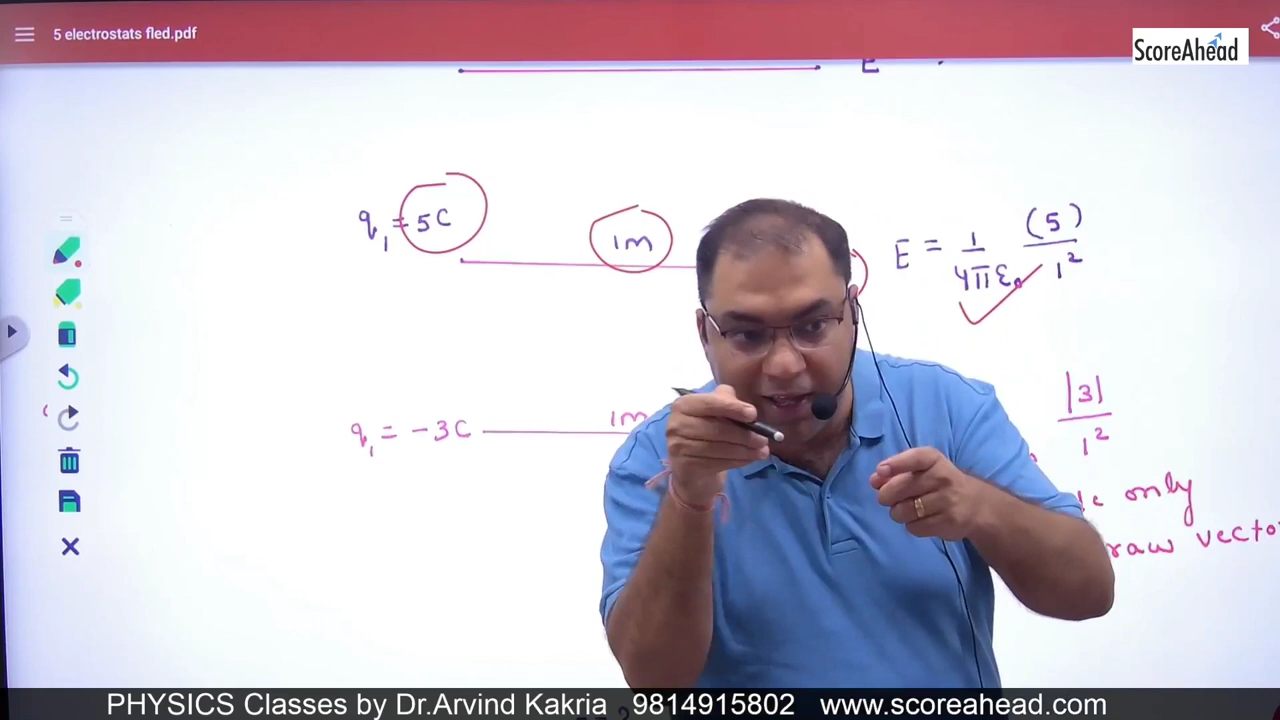 5 electrostats fled.pdf
ScoreAhead
E
q₁ = 5C
1m
E = 1/4πε₀ (5)/1²
q₁ = -3C
1m
|3|/1²
only
raw vecto
PHYSICS Classes by Dr.Arvind Kakria 9814915802 www.scoreahead.com